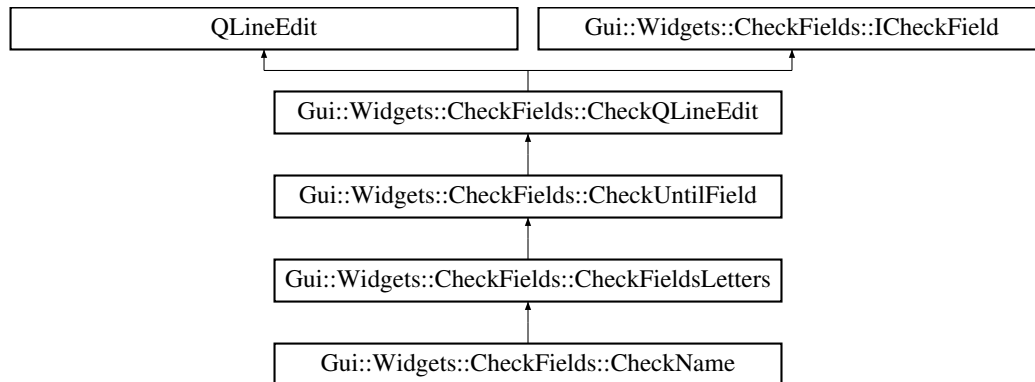 QLineEdit
Gui::Widgets::CheckFields::ICheckField
Gui::Widgets::CheckFields::CheckQLineEdit
Gui::Widgets::CheckFields::CheckUntilField
Gui::Widgets::CheckFields::CheckFieldsLetters
Gui::Widgets::CheckFields::CheckName